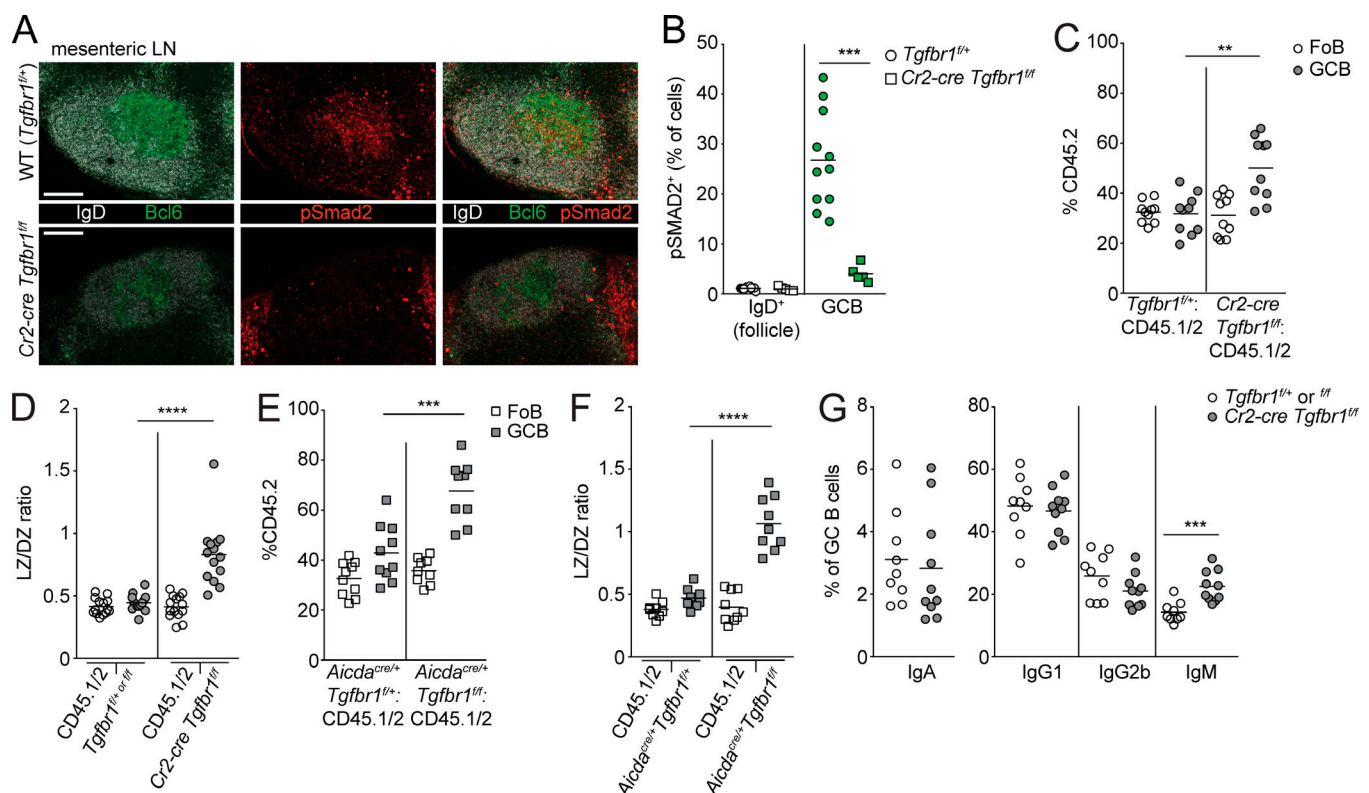 A
mesenteric LN
WT (Tgfbr1f/+)
IgD Bcl6
pSmad2
IgD Bcl6 pSmad2
Cr2-cre Tgfbr1f/f
B
pSMAD2+ (% of cells)
50
40
30
20
10
0
***
Tgfbr1f/+
Cr2-cre Tgfbr1f/f
IgD+
(follicle)
GCB
C
% CD45.2
100
80
60
40
20
0
**
FoB
GCB
Tgfbr1f/+:
CD45.1/2
Cr2-cre
Tgfbr1f/f:
CD45.1/2
D
LZ/DZ ratio
2
1.5
1
0.5
0
****
CD45.1/2
Tgfbr1f/+ or f/f
CD45.1/2
Cr2-cre Tgfbr1f/f
E
%CD45.2
100
80
60
40
20
0
***
FoB
GCB
Aicdacre/+
Tgfbr1f/+:
CD45.1/2
Aicdacre/+
Tgfbr1f/f:
CD45.1/2
F
LZ/DZ ratio
2
1.5
1
0.5
0
****
CD45.1/2
Aicdacre/+Tgfbr1f/+
CD45.1/2
Aicdacre/+Tgfbr1f/f
G
% of GC B cells
8
6
4
2
0
IgA
80
60
40
20
0
***
IgG1
IgG2b
IgM
Tgfbr1f/+ or f/f
Cr2-cre Tgfbr1f/f